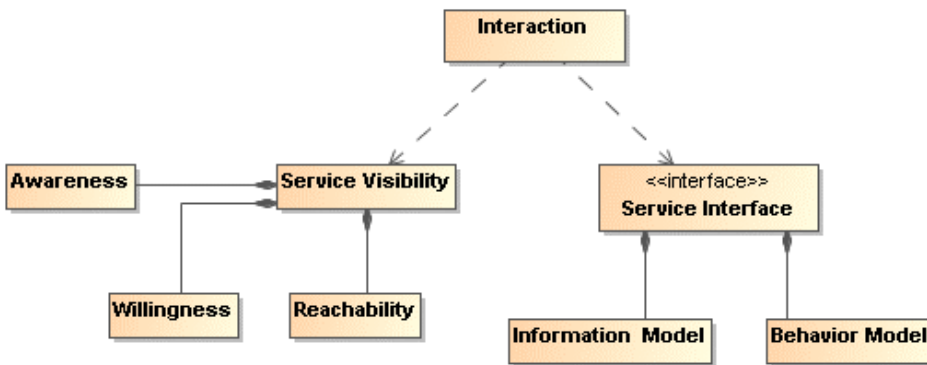 Interaction
Awareness
Service Visibility
<<interface>>
Service Interface
Willingness
Reachability
Information Model
Behavior Model